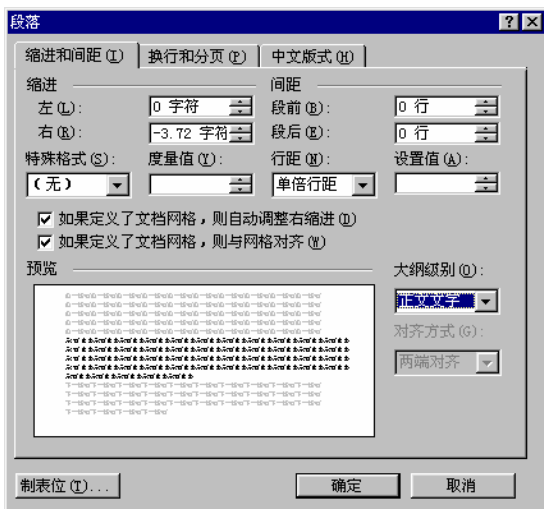 段落
缩进和间距(I) 换行和分页(P) 中文版式(H)
缩进 间距
左(L): 0 字符 段前(B): 0 行
右(R): -3.72 字符 段后(E): 0 行
特殊格式(S): 度量值(Y): 行距(N): 设置值(A):
(无) 单倍行距
如果定义了文档网格，则自动调整右缩进(D)
如果定义了文档网格，则与网格对齐(W)
预览 大纲级别(O):
正文文字
对齐方式(G):
两端对齐
制表位(T)... 确定 取消